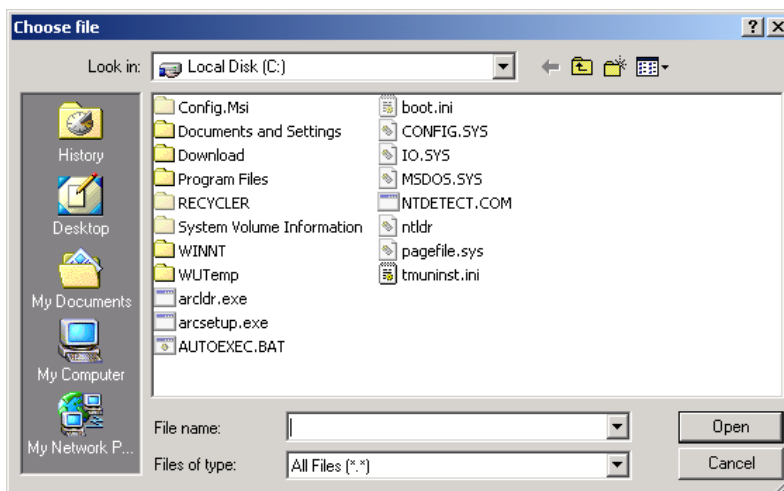 Choose file
Look in: Local Disk (C:)
History
Desktop
My Documents
My Computer
My Network P...
Config.Msi
Documents and Settings
Download
Program Files
RECYCLER
System Volume Information
WINNT
WUTemp
arcldr.exe
arcsetup.exe
AUTOEXEC.BAT
boot.ini
CONFIG.SYS
IO.SYS
MSDOS.SYS
NTDETECT.COM
ntldr
pagefile.sys
tmuninst.ini
File name:
Open
Files of type: All Files (*.*)
Cancel